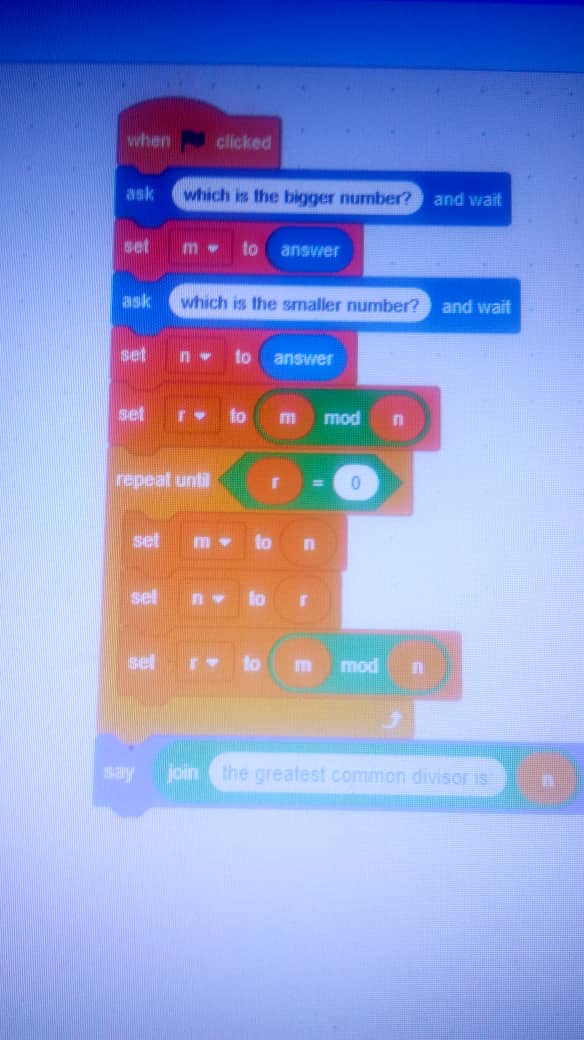 when clicked
ask which is the bigger number? and wait
set m to answer
ask which is the smaller number? and wait
set n to answer
set r to m mod n
repeat until r = 0
set m to n
set n to r
set r to m mod n
say join the greatest common divisor is: n